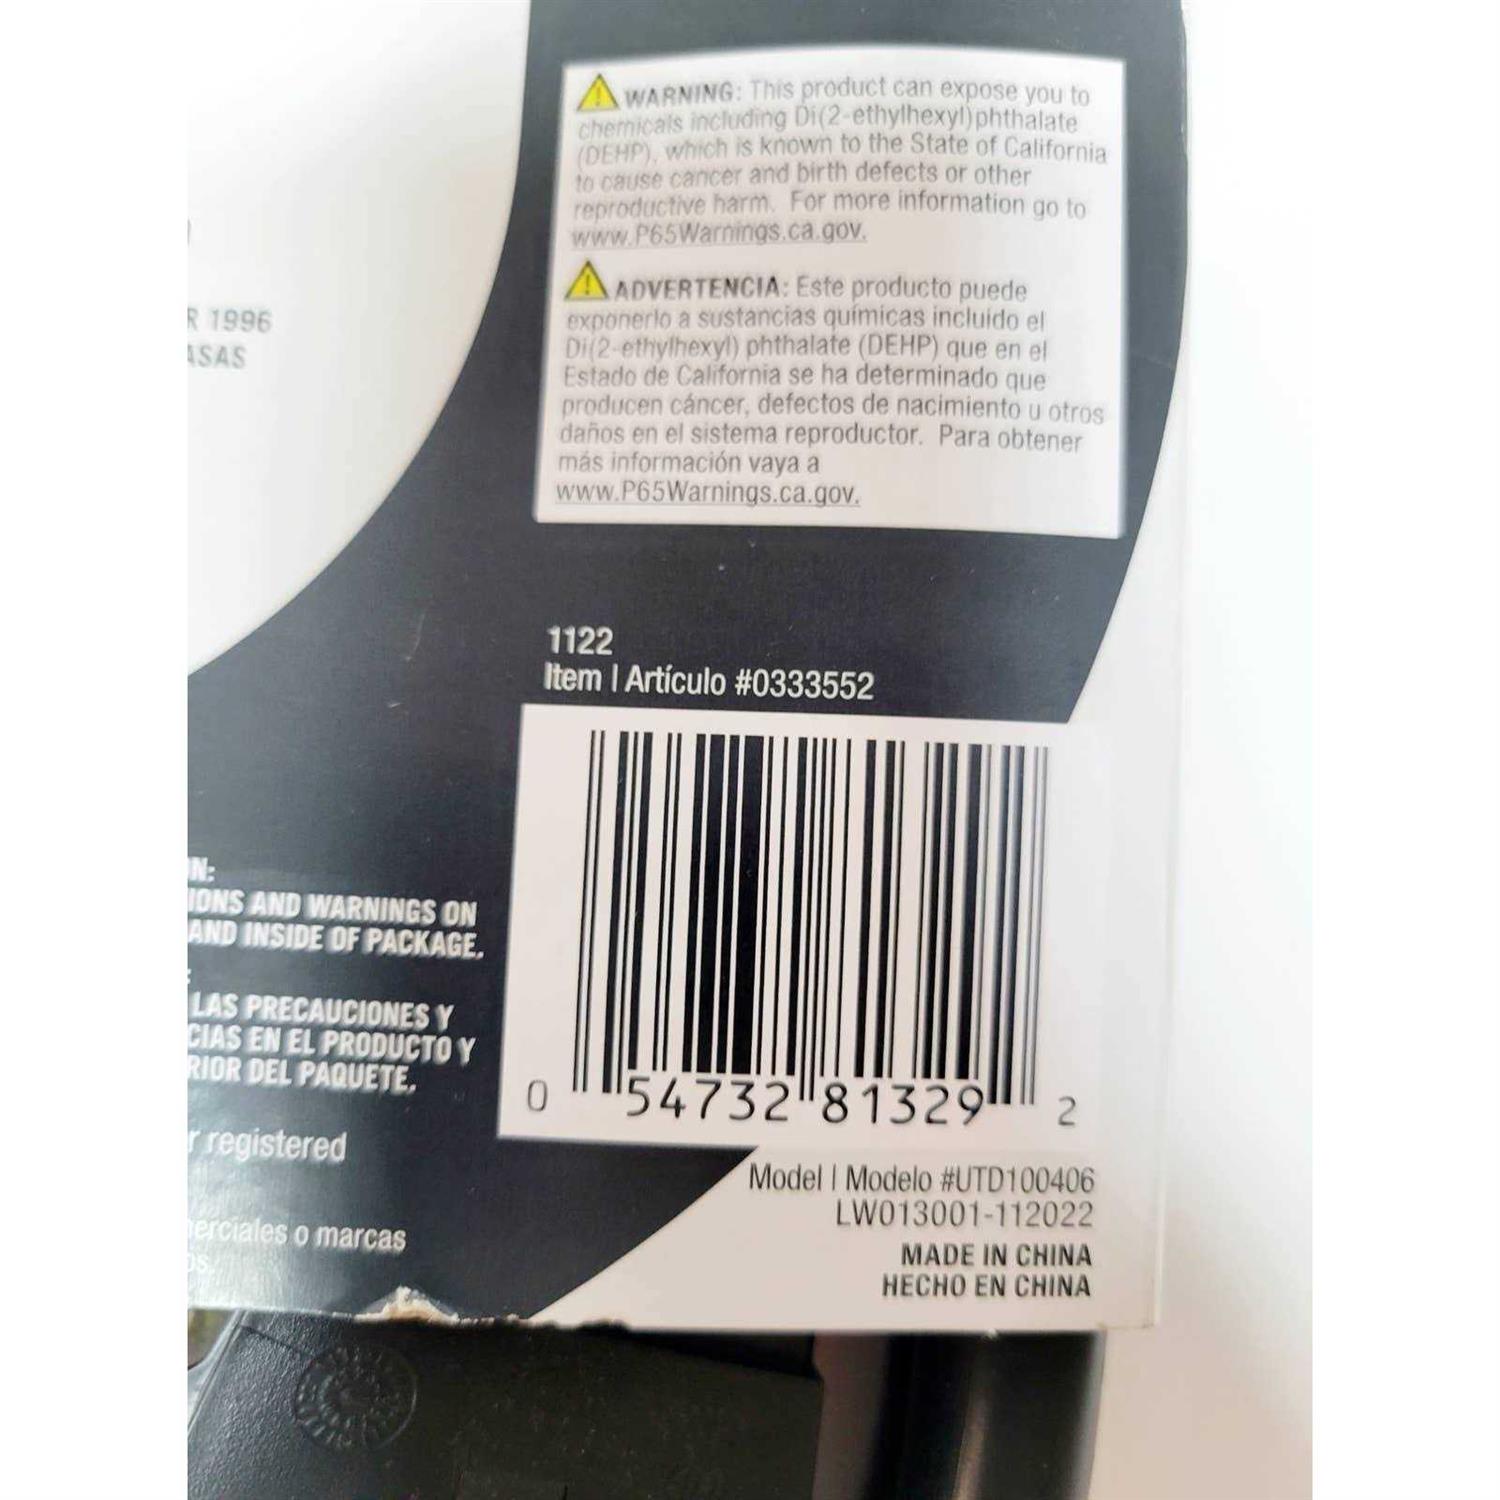 WARNING: This product can expose you to
chemicals including Di(2-ethylhexyl)phthalate
(DEHP), which is known to the State of California
to cause cancer and birth defects or other
reproductive harm. For more information go to
www.P65Warnings.ca.gov.
ADVERTENCIA: Este producto puede
exponerlo a sustancias químicas incluido el
Di(2-ethylhexyl) phthalate (DEHP) que en el
Estado de California se ha determinado que
producen cáncer, defectos de nacimiento u otros
daños en el sistema reproductor. Para obtener
más información vaya a
www.P65Warnings.ca.gov.
R 1996
ASAS
1122
Item | Artículo #0333552
0 54732 81329 2
Model | Modelo #UTD100406
LW013001-112022
MADE IN CHINA
HECHO EN CHINA
N:
IONS AND WARNINGS ON
AND INSIDE OF PACKAGE.
:
LAS PRECAUCIONES Y
CIAS EN EL PRODUCTO Y
RIOR DEL PAQUETE.
r registered
erciales o marcas
os.